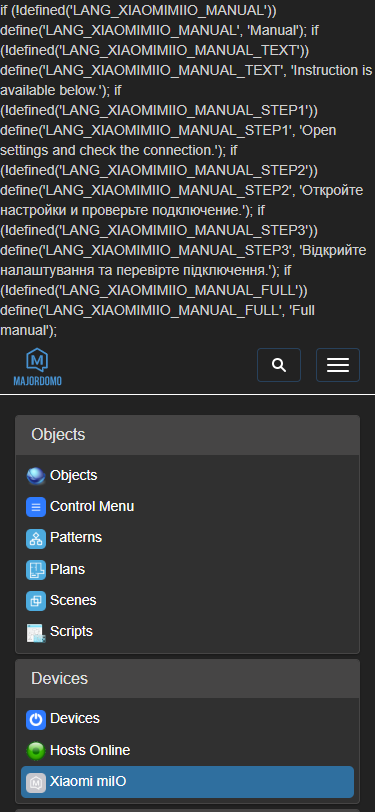 if (!defined('LANG_XIAOMIMIIO_MANUAL'))
define('LANG_XIAOMIMIIO_MANUAL', 'Manual'); if
(!defined('LANG_XIAOMIMIIO_MANUAL_TEXT'))
define('LANG_XIAOMIMIIO_MANUAL_TEXT', 'Instruction is
available below.'); if
(!defined('LANG_XIAOMIMIIO_MANUAL_STEP1'))
define('LANG_XIAOMIMIIO_MANUAL_STEP1', 'Open
settings and check the connection.'); if
(!defined('LANG_XIAOMIMIIO_MANUAL_STEP2'))
define('LANG_XIAOMIMIIO_MANUAL_STEP2', 'Откройте
настройки и проверьте подключение.'); if
(!defined('LANG_XIAOMIMIIO_MANUAL_STEP3'))
define('LANG_XIAOMIMIIO_MANUAL_STEP3', 'Відкрийте
налаштування та перевірте підключення.'); if
(!defined('LANG_XIAOMIMIIO_MANUAL_FULL'))
define('LANG_XIAOMIMIIO_MANUAL_FULL', 'Full
manual');
MAJORDOMO
Objects
Objects
Control Menu
Patterns
Plans
Scenes
Scripts
Devices
Devices
Hosts Online
Xiaomi miIO